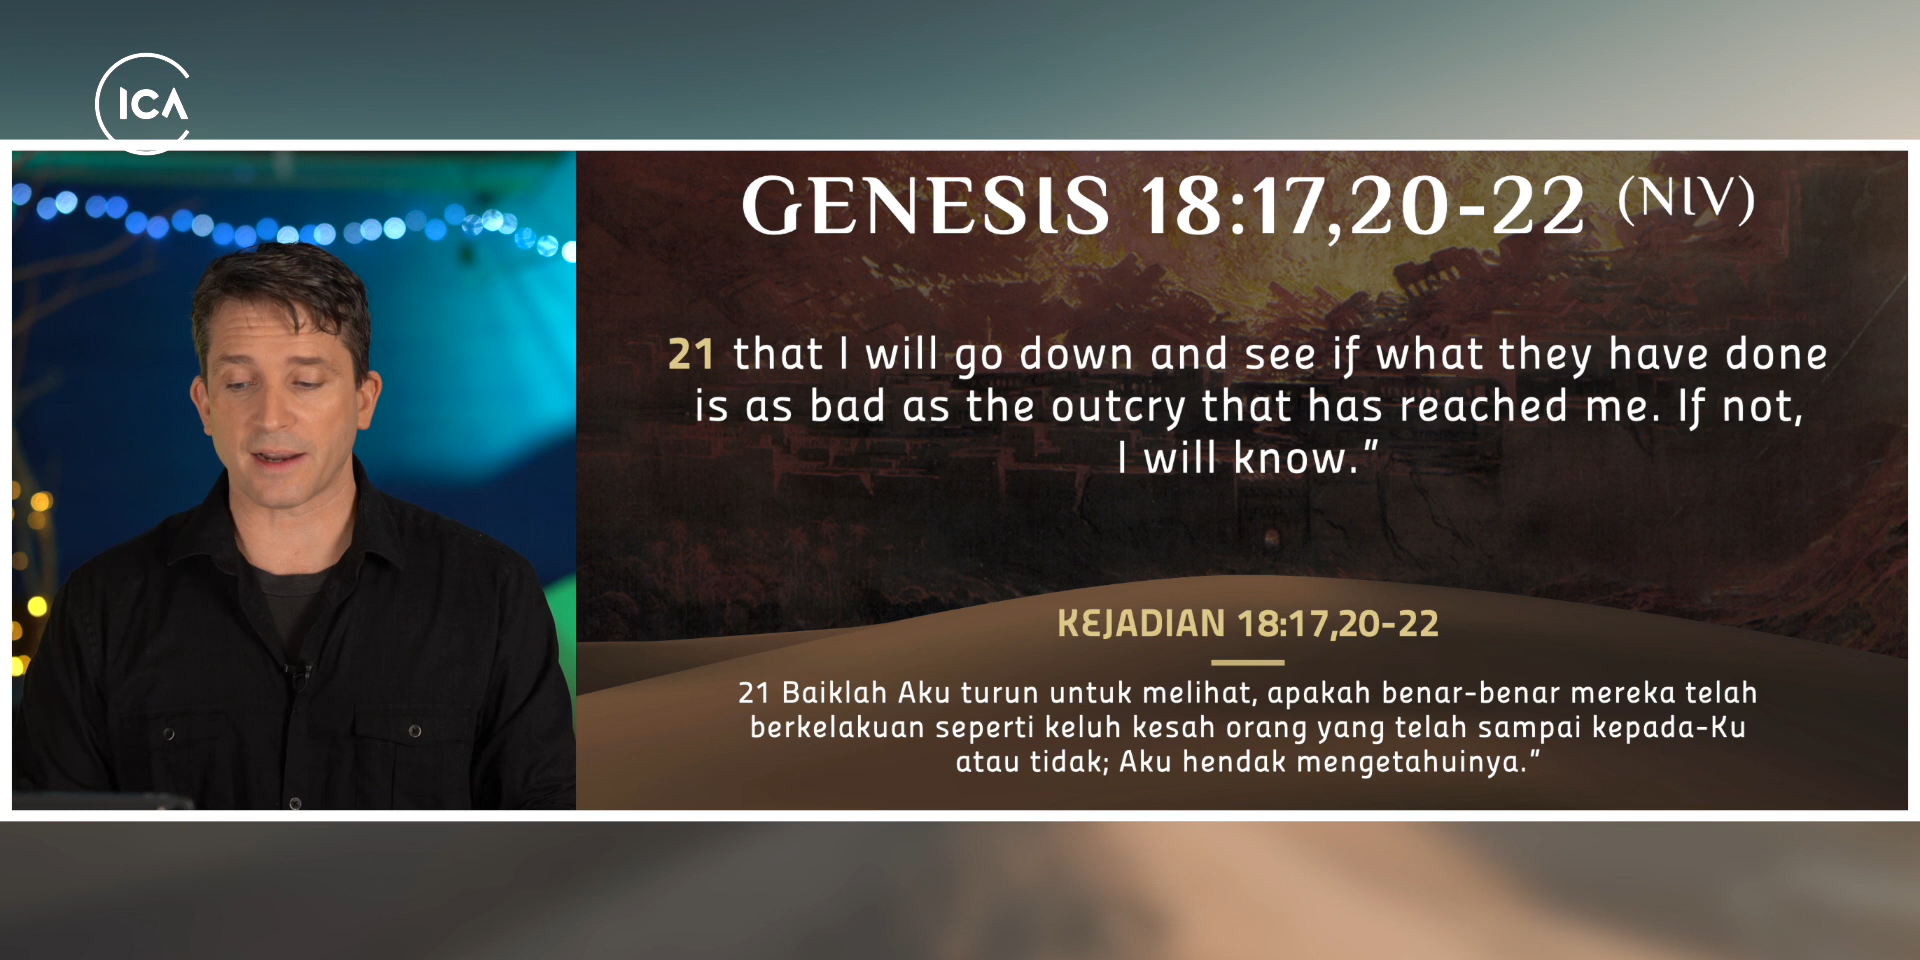 ICA
GENESIS 18:17,20-22 (NIV)
21 that I will go down and see if what they have done
is as bad as the outcry that has reached me. If not,
I will know.”
KEJADIAN 18:17,20-22
21 Baiklah Aku turun untuk melihat, apakah benar-benar mereka telah
berkelakuan seperti keluh kesah orang yang telah sampai kepada-Ku
atau tidak; Aku hendak mengetahuinya.”